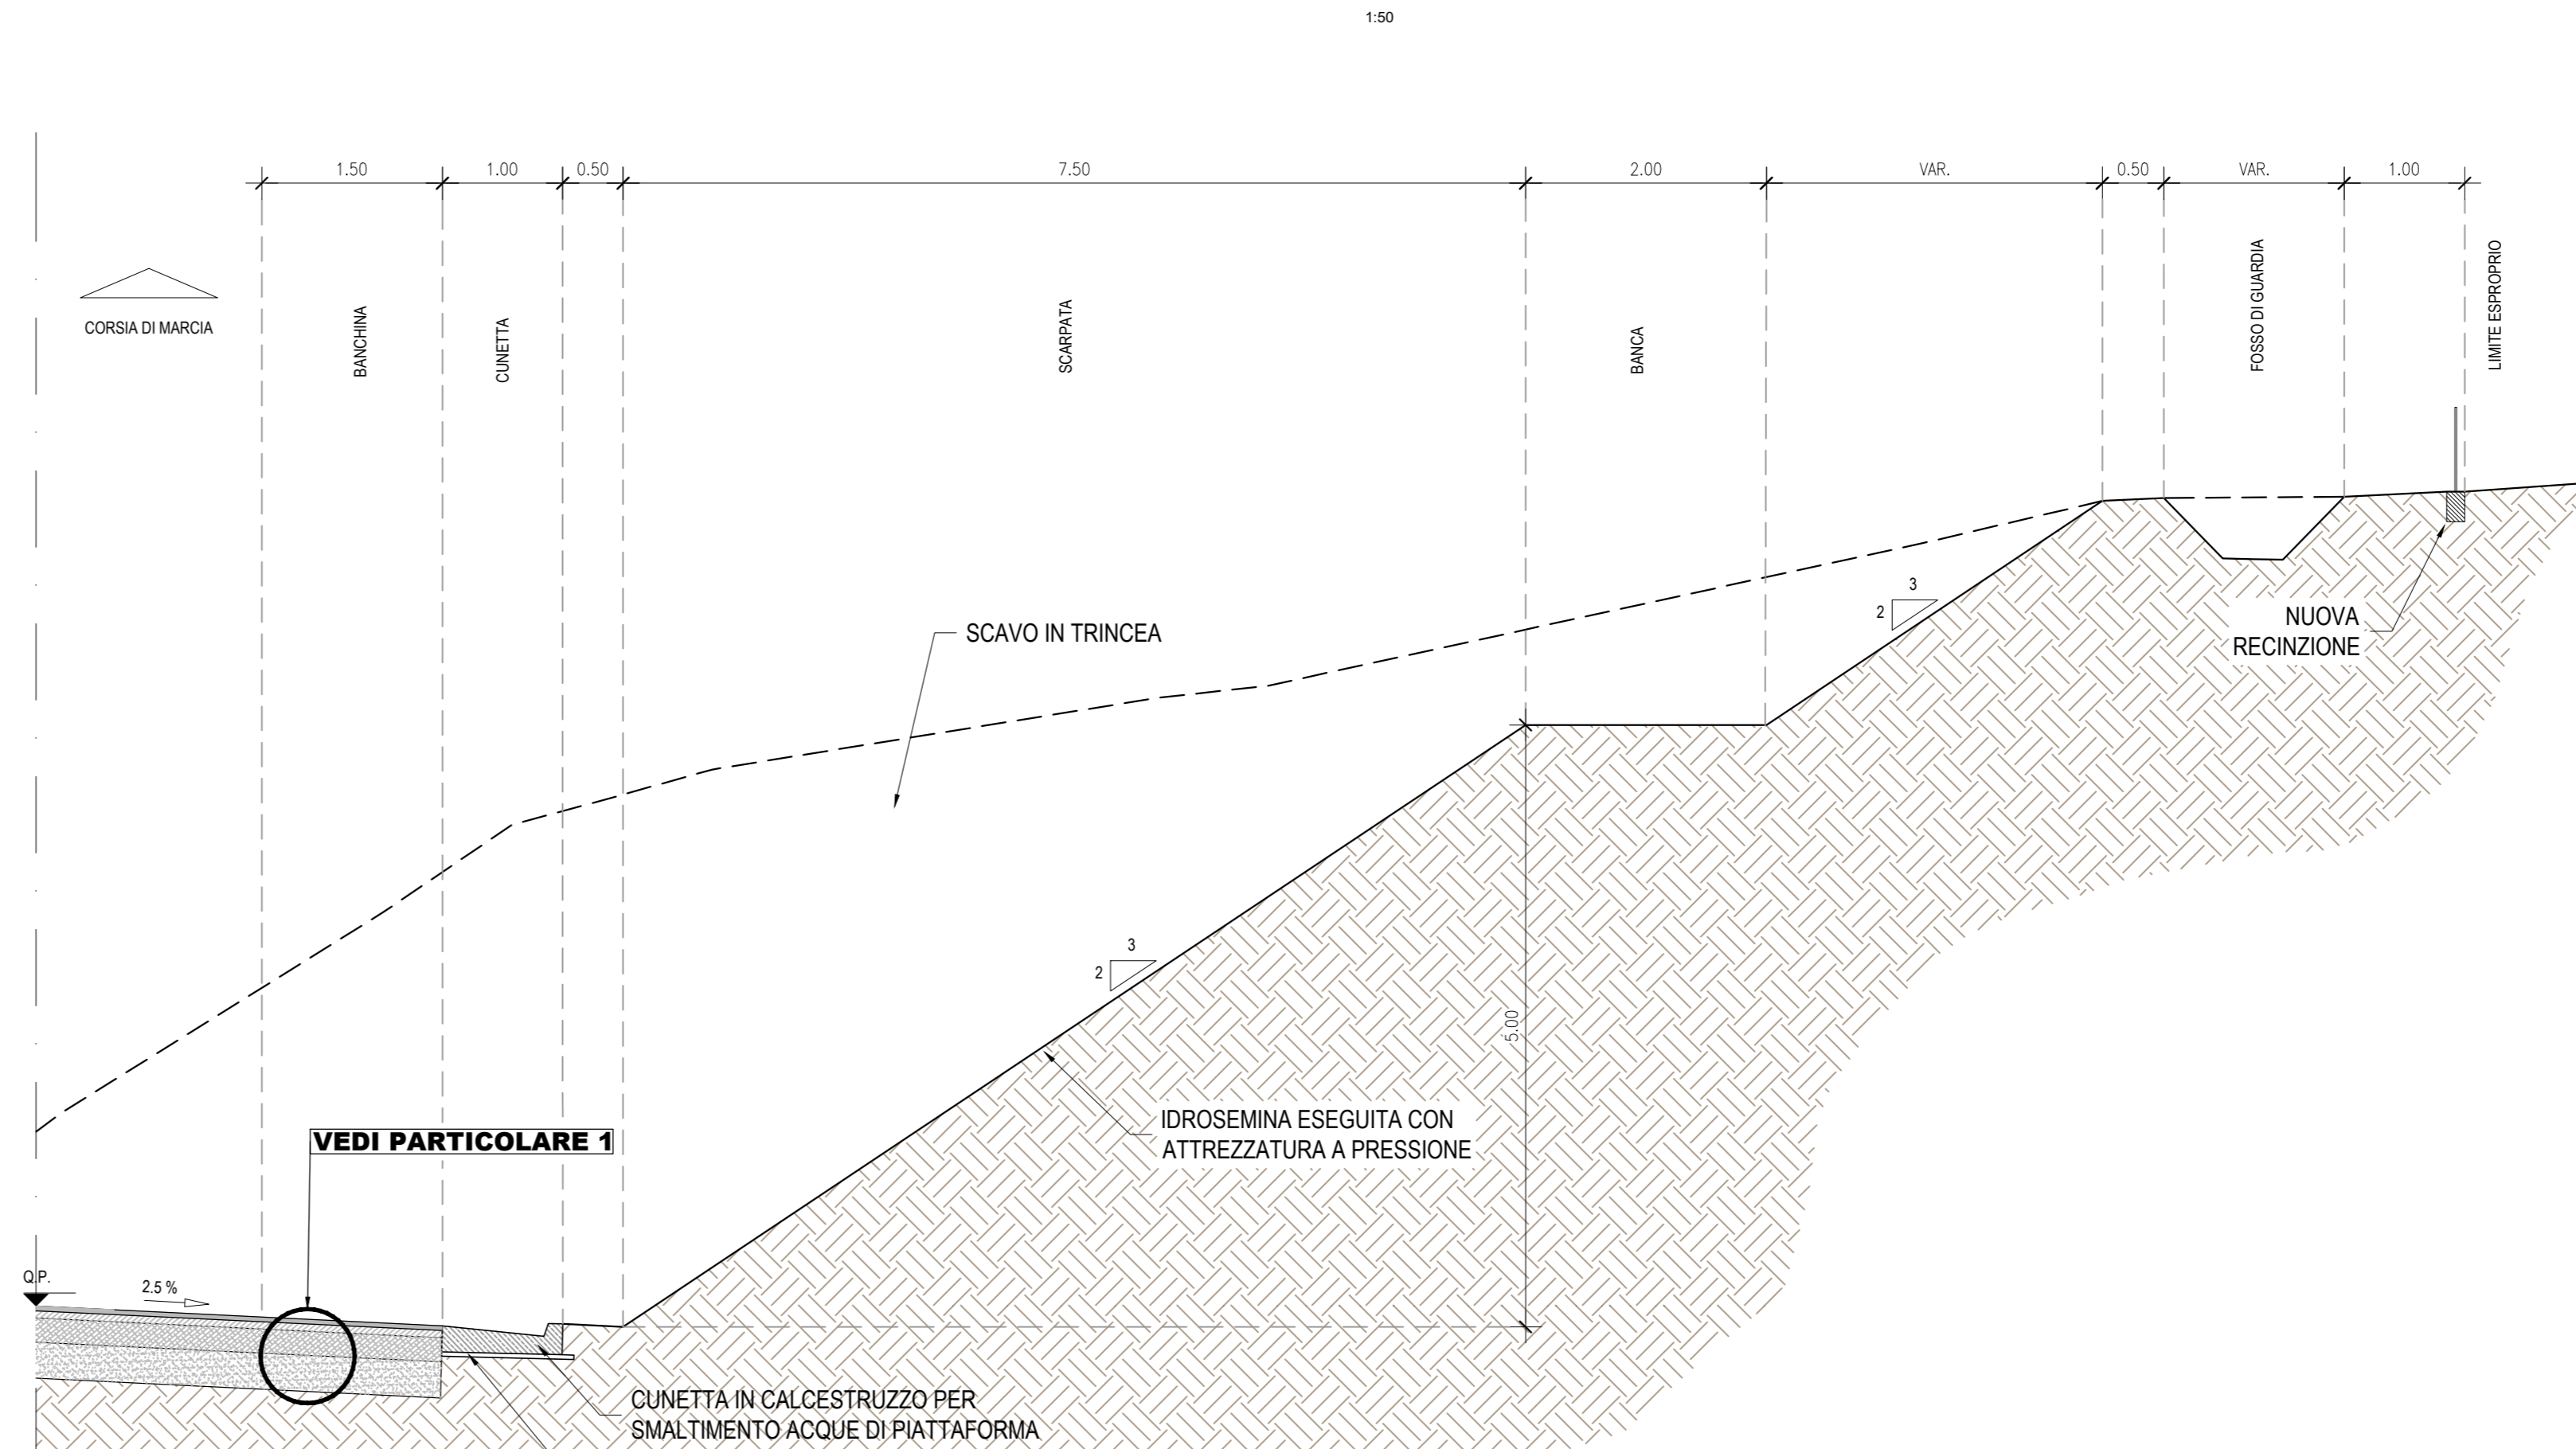 1:50
1.50
1.00
0.50
7.50
2.00
VAR.
0.50
VAR.
1.00
CORSIA DI MARCIA
BANCHINA
CUNETTA
SCARPATA
BANCA
FOSSO DI GUARDIA
LIMITE ESPROPRIO
3
2
NUOVA
RECINZIONE
SCAVO IN TRINCEA
3
2
5.00
IDROSEMINA ESEGUITA CON
ATTREZZATURA A PRESSIONE
VEDI PARTICOLARE 1
Q.P.
2.5 %
CUNETTA IN CALCESTRUZZO PER
SMALTIMENTO ACQUE DI PIATTAFORMA